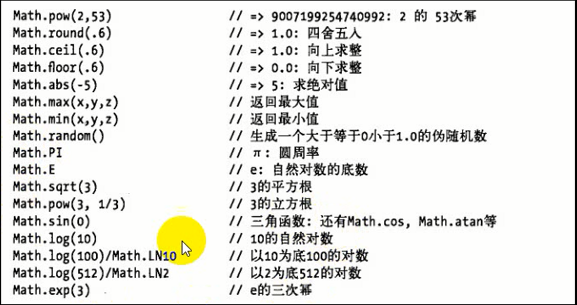 Math.pow(2,53) // => 9007199254740992: 2 的 53次幂
Math.round(.6) // => 1.0: 四舍五入
Math.ceil(.6) // => 1.0: 向上求整
Math.floor(.6) // => 0.0: 向下求整
Math.abs(-5) // => 5: 求绝对值
Math.max(x,y,z) // 返回最大值
Math.min(x,y,z) // 返回最小值
Math.random() // 生成一个大于等于0小于1.0的伪随机数
Math.PI // π: 圆周率
Math.E // e: 自然对数的底数
Math.sqrt(3) // 3的平方根
Math.pow(3, 1/3) // 3的立方根
Math.sin(0) // 三角函数: 还有Math.cos, Math.atan等
Math.log(10) // 10的自然对数
Math.log(100)/Math.LN10 // 以10为底100的对数
Math.log(512)/Math.LN2 // 以2为底512的对数
Math.exp(3) // e的三次幂